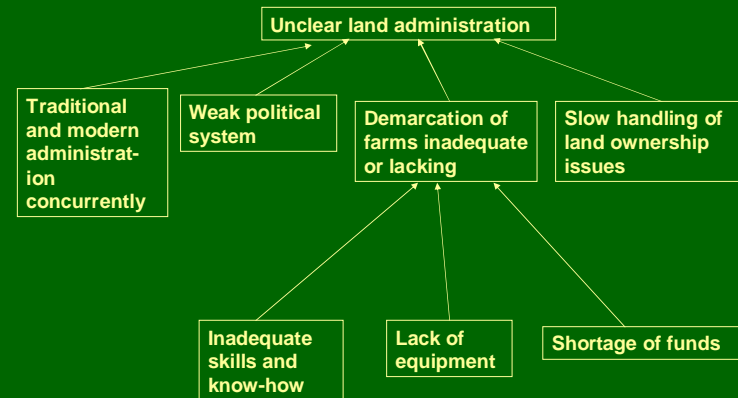 Unclear land administration
Traditional
and modern
administrat-
ion
concurrently
Weak political
system
Demarcation of
farms inadequate
or lacking
Slow handling of
land ownership
issues
Inadequate
skills and
know-how
Lack of
equipment
Shortage of funds